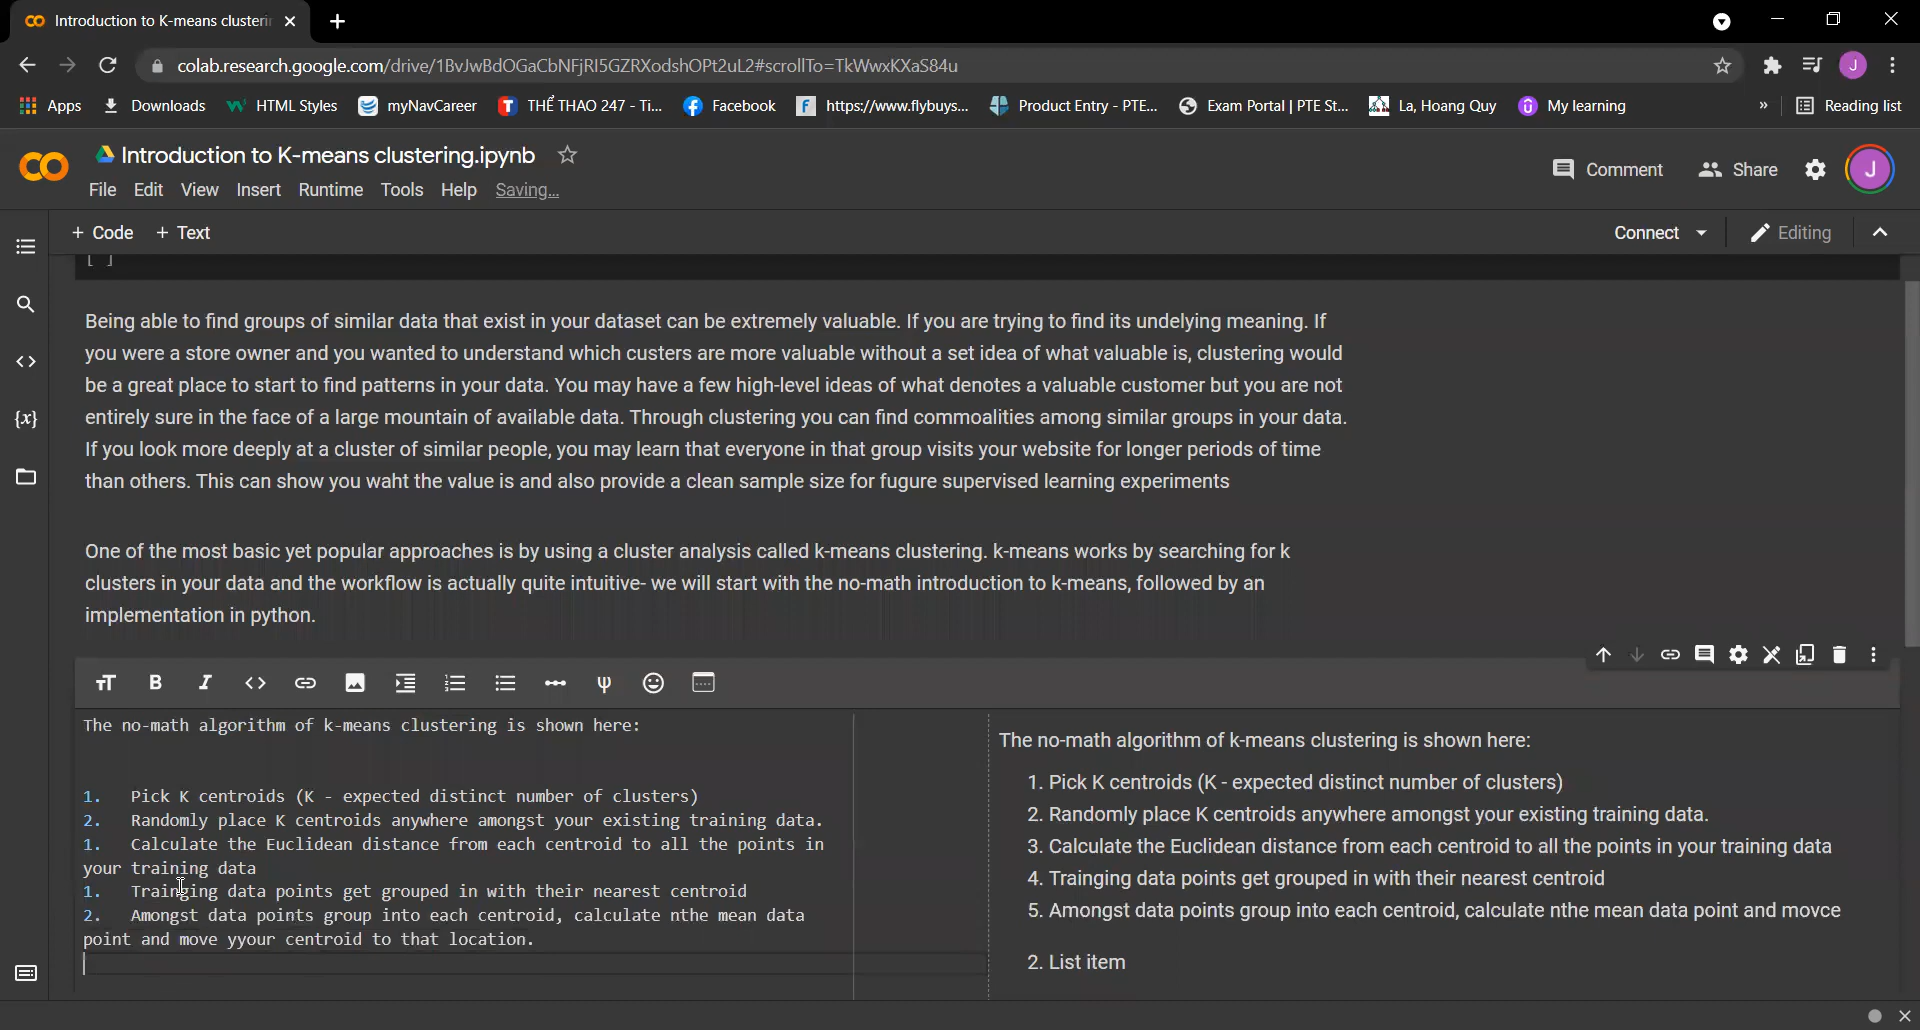 Introduction to K-means clusterin
colab.research.google.com/drive/1BvJwBdOGaCbNFjRI5GZRXodshOPt2uL2#scrollTo=TkWwxKXaS84u
J
Apps Downloads HTML Styles myNavCareer THỂ THAO 247 - Ti... Facebook https://www.flybuys... Product Entry - PTE... Exam Portal | PTE St... La, Hoang Quy My learning » Reading list
Introduction to K-means clustering.ipynb
Comment Share J
File Edit View Insert Runtime Tools Help Saving...
+ Code + Text Connect Editing
[ ]
Being able to find groups of similar data that exist in your dataset can be extremely valuable. If you are trying to find its undelying meaning. If
you were a store owner and you wanted to understand which custers are more valuable without a set idea of what valuable is, clustering would
be a great place to start to find patterns in your data. You may have a few high-level ideas of what denotes a valuable customer but you are not
entirely sure in the face of a large mountain of available data. Through clustering you can find commoalities among similar groups in your data.
If you look more deeply at a cluster of similar people, you may learn that everyone in that group visits your website for longer periods of time
than others. This can show you waht the value is and also provide a clean sample size for fugure supervised learning experiments
One of the most basic yet popular approaches is by using a cluster analysis called k-means clustering. k-means works by searching for k
clusters in your data and the workflow is actually quite intuitive- we will start with the no-math introduction to k-means, followed by an
implementation in python.
The no-math algorithm of k-means clustering is shown here:
1. Pick K centroids (K - expected distinct number of clusters)
2. Randomly place K centroids anywhere amongst your existing training data.
1. Calculate the Euclidean distance from each centroid to all the points in
your training data
1. Trainging data points get grouped in with their nearest centroid
2. Amongst data points group into each centroid, calculate nthe mean data
point and move yyour centroid to that location.
The no-math algorithm of k-means clustering is shown here:
1. Pick K centroids (K - expected distinct number of clusters)
2. Randomly place K centroids anywhere amongst your existing training data.
3. Calculate the Euclidean distance from each centroid to all the points in your training data
4. Trainging data points get grouped in with their nearest centroid
5. Amongst data points group into each centroid, calculate nthe mean data point and movce
2. List item